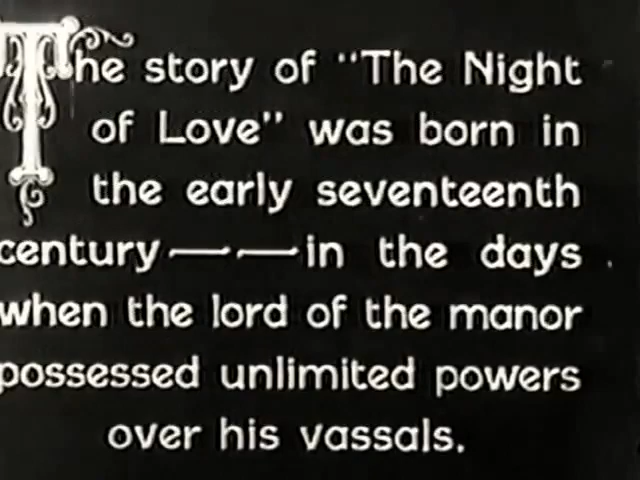 The story of "The Night
of Love" was born in
the early seventeenth
century — — in the days
when the lord of the manor
possessed unlimited powers
over his vassals.